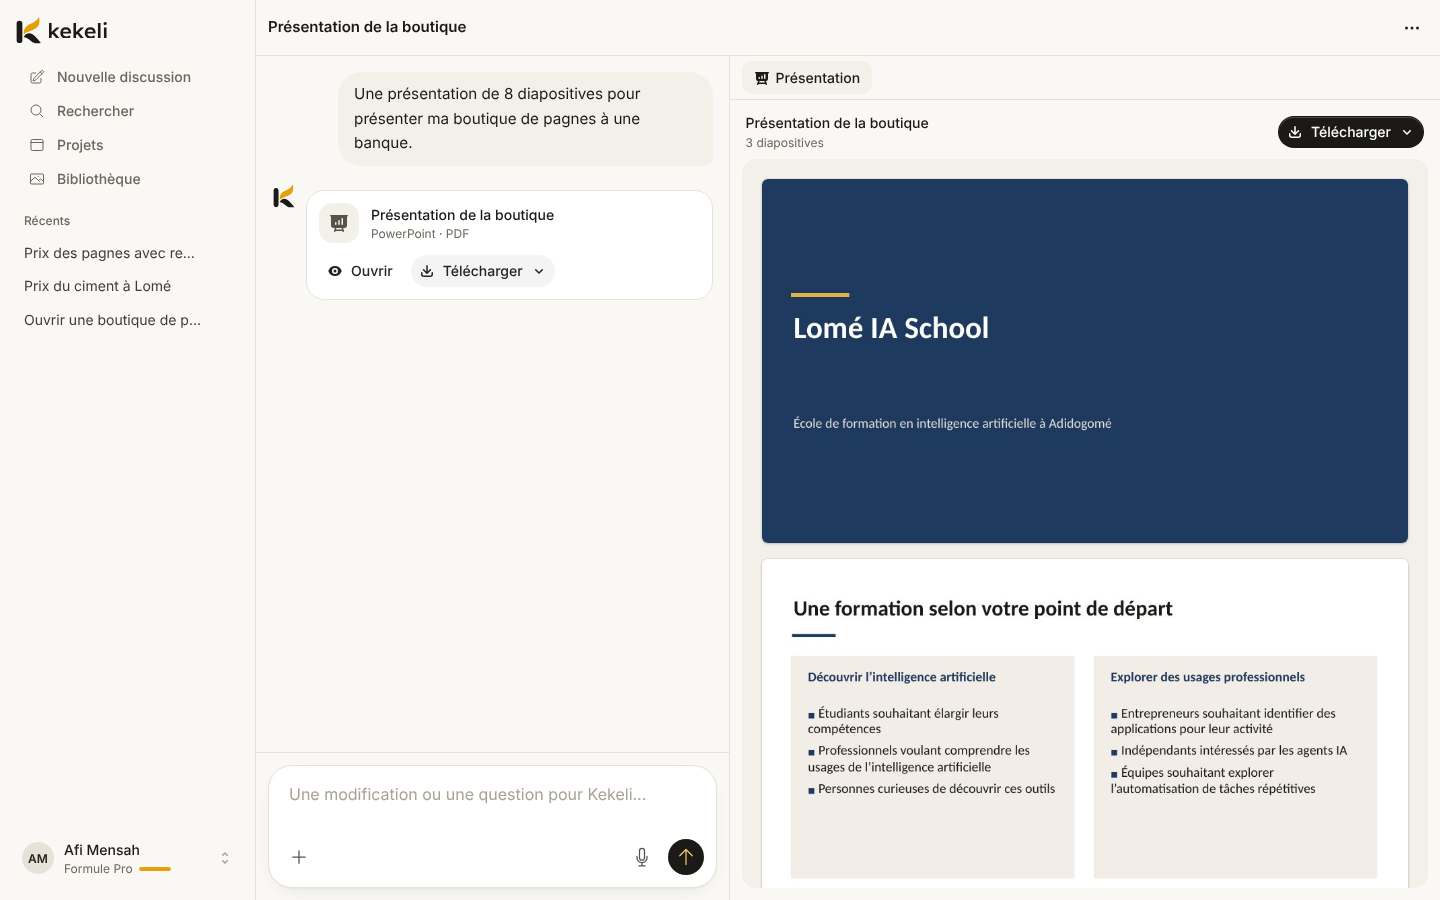 kekeli
Nouvelle discussion
Rechercher
Projets
Bibliothèque
Récents
Prix des pagnes avec re...
Prix du ciment à Lomé
Ouvrir une boutique de p...
AM
Afi Mensah
Formule Pro
Présentation de la boutique
Une présentation de 8 diapositives pour
présenter ma boutique de pagnes à une
banque.
Présentation de la boutique
PowerPoint · PDF
Ouvrir
Télécharger
Une modification ou une question pour Kekeli...
Présentation
Présentation de la boutique
3 diapositives
Télécharger
Lomé IA School
École de formation en intelligence artificielle à Adidogomé
Une formation selon votre point de départ
Découvrir l'intelligence artificielle
▪ Étudiants souhaitant élargir leurs
compétences
▪ Professionnels voulant comprendre les
usages de l'intelligence artificielle
▪ Personnes curieuses de découvrir ces outils
Explorer des usages professionnels
▪ Entrepreneurs souhaitant identifier des
applications pour leur activité
▪ Indépendants intéressés par les agents IA
▪ Équipes souhaitant explorer
l'automatisation de tâches répétitives